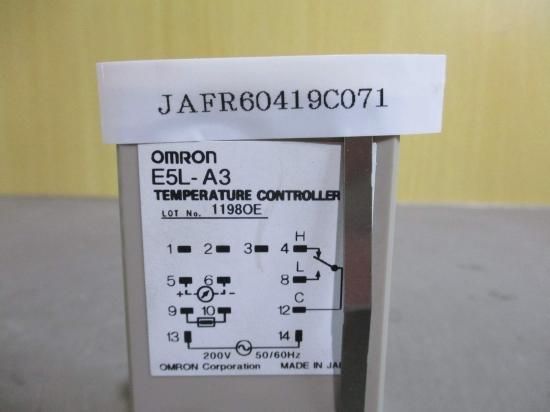 JAFR60419C071
OMRON
E5L-A3
TEMPERATURE CONTROLLER
LOT No. 1198OE
H
1 2 3 4
L
5 6 8
+ -
C
9 10 12
13 14
200V 50/60Hz
OMRON Corporation MADE IN